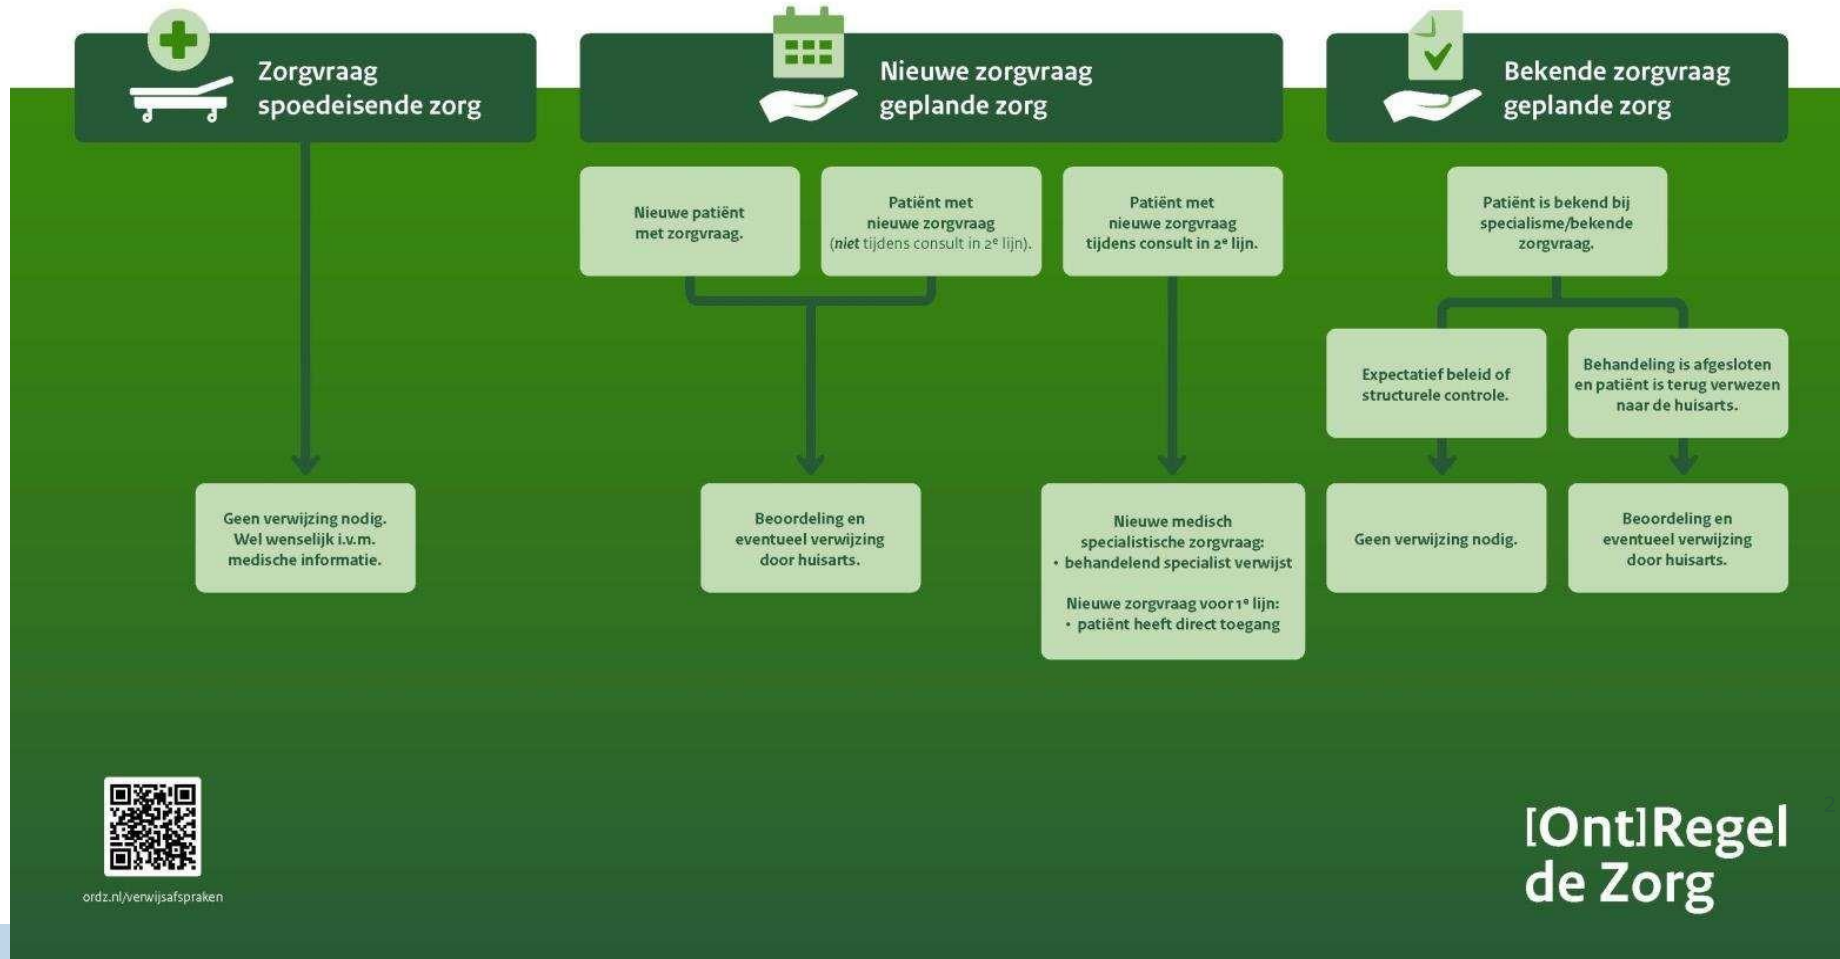 Zorgvraag
spoedeisende zorg
Nieuwe zorgvraag
geplande zorg
Bekende zorgvraag
geplande zorg
Nieuwe patiënt
met zorgvraag.
Patiënt met
nieuwe zorgvraag
(niet tijdens consult in 2e lijn).
Patiënt met
nieuwe zorgvraag
tijdens consult in 2e lijn.
Patiënt is bekend bij
specialisme/bekende
zorgvraag.
Expectatief beleid of
structurele controle.
Behandeling is afgesloten
en patiënt is terug verwezen
naar de huisarts.
Geen verwijzing nodig.
Wel wenselijk i.v.m.
medische informatie.
Beoordeling en
eventueel verwijzing
door huisarts.
Nieuwe medisch
specialistische zorgvraag:
• behandelend specialist verwijst
Nieuwe zorgvraag voor 1e lijn:
• patiënt heeft direct toegang
Geen verwijzing nodig.
Beoordeling en
eventueel verwijzing
door huisarts.
ordz.nl/verwijsafspraken
[Ont]Regel
de Zorg
2